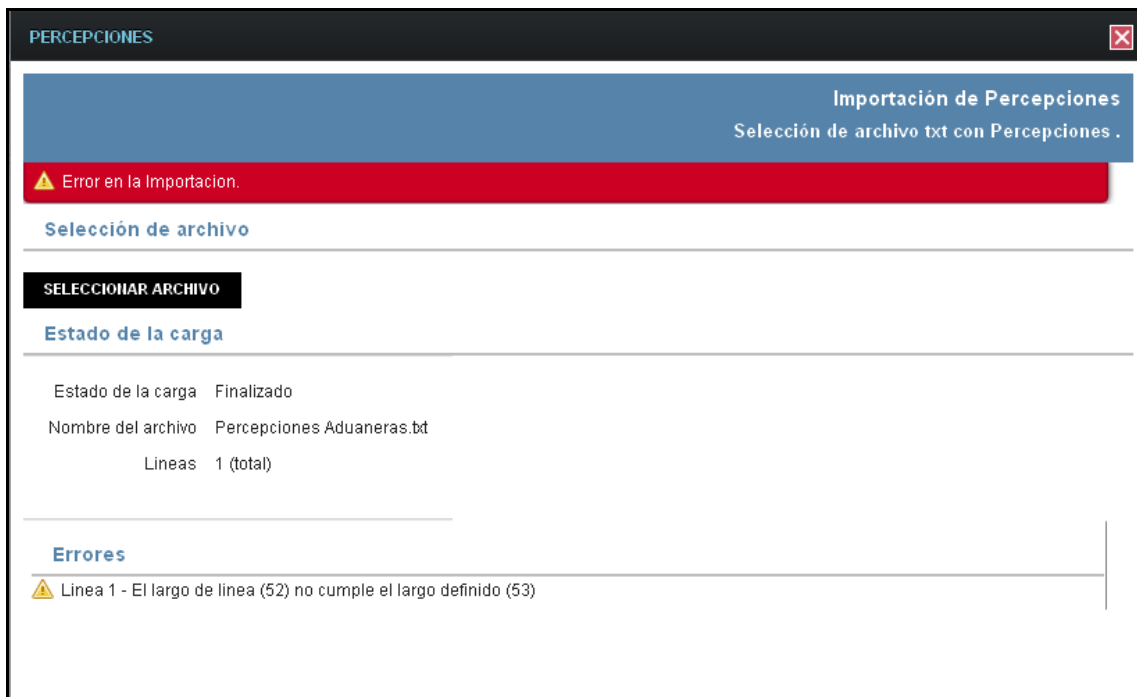 PERCEPCIONES
Importación de Percepciones
Selección de archivo txt con Percepciones .
Error en la Importacion.
Selección de archivo
SELECCIONAR ARCHIVO
Estado de la carga
Estado de la carga Finalizado
Nombre del archivo Percepciones Aduaneras.txt
Lineas 1 (total)
Errores
Linea 1 - El largo de linea (52) no cumple el largo definido (53)